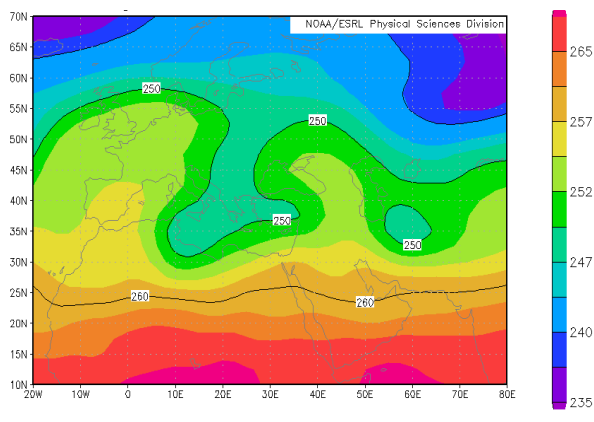 NOAA/ESRL Physical Sciences Division
70N
65N
60N
55N
50N
45N
40N
35N
30N
25N
20N
15N
10N
20W
10W
0
10E
20E
30E
40E
50E
60E
70E
80E
250
250
250
250
260
260
265
257
252
247
240
235